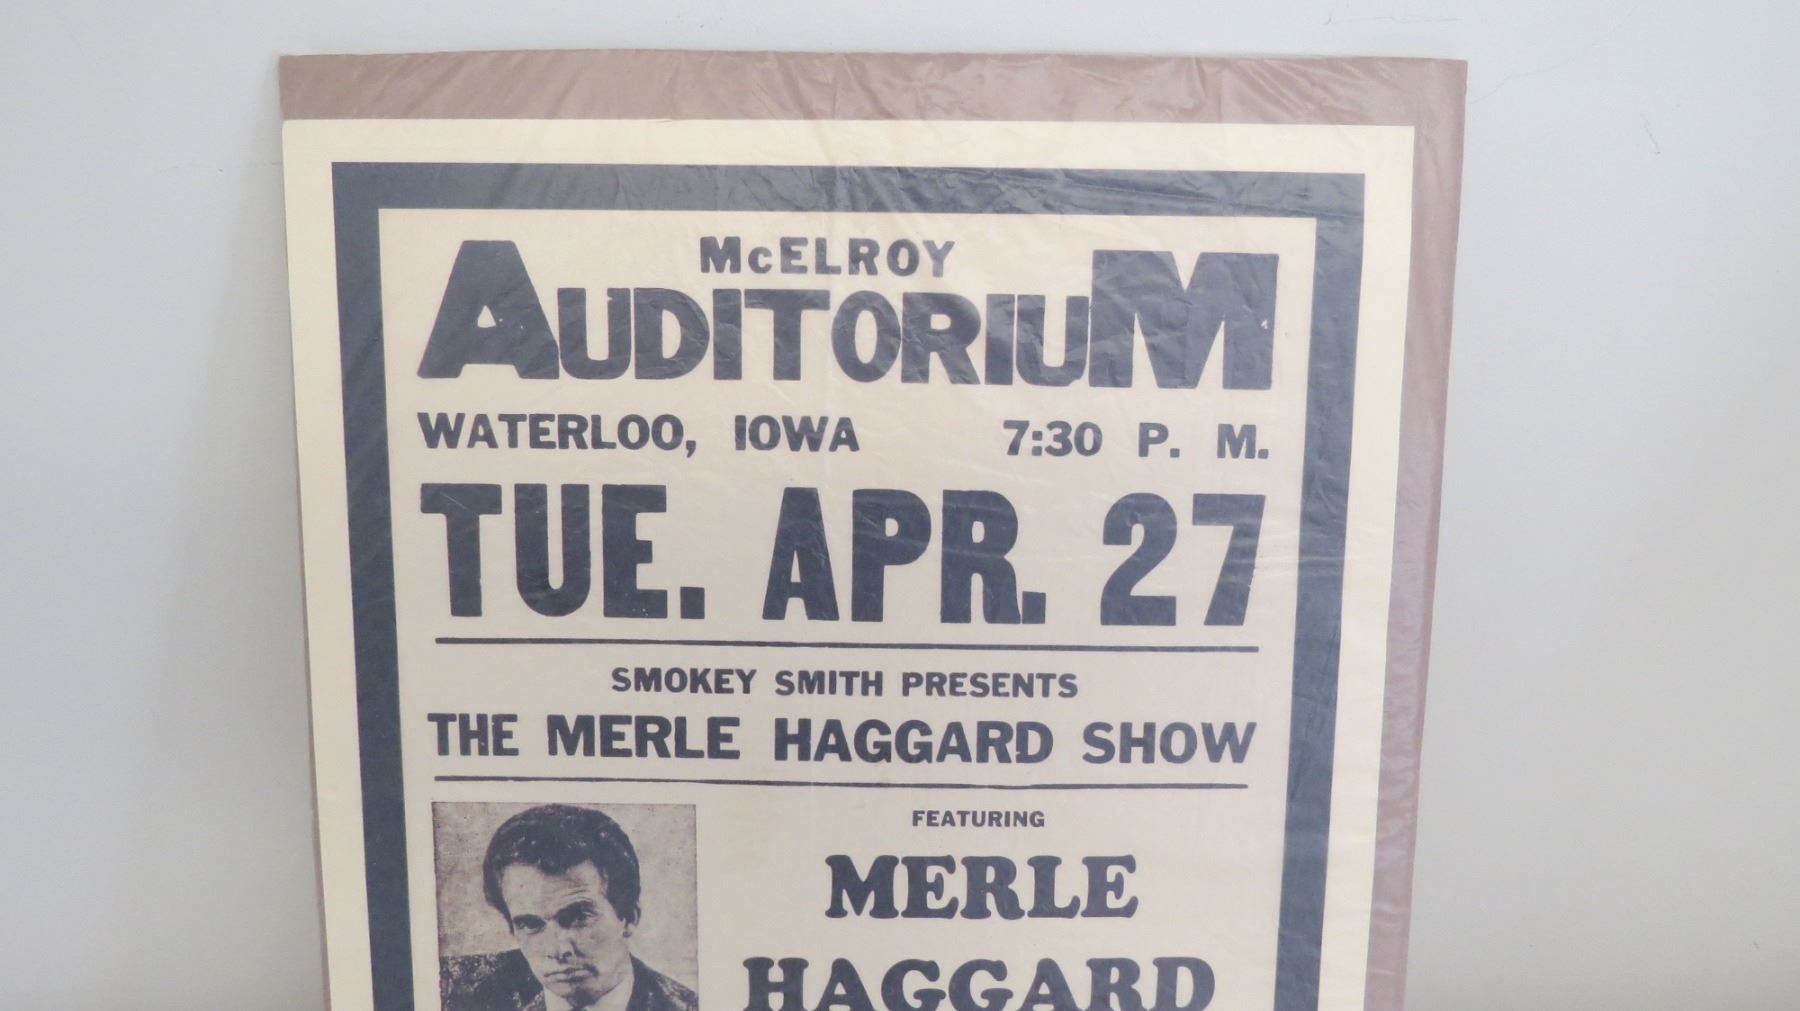 McELROY
AUDITORIUM
WATERLOO, IOWA 7:30 P. M.
TUE. APR. 27
SMOKEY SMITH PRESENTS
THE MERLE HAGGARD SHOW
FEATURING
MERLE
HAGGARD